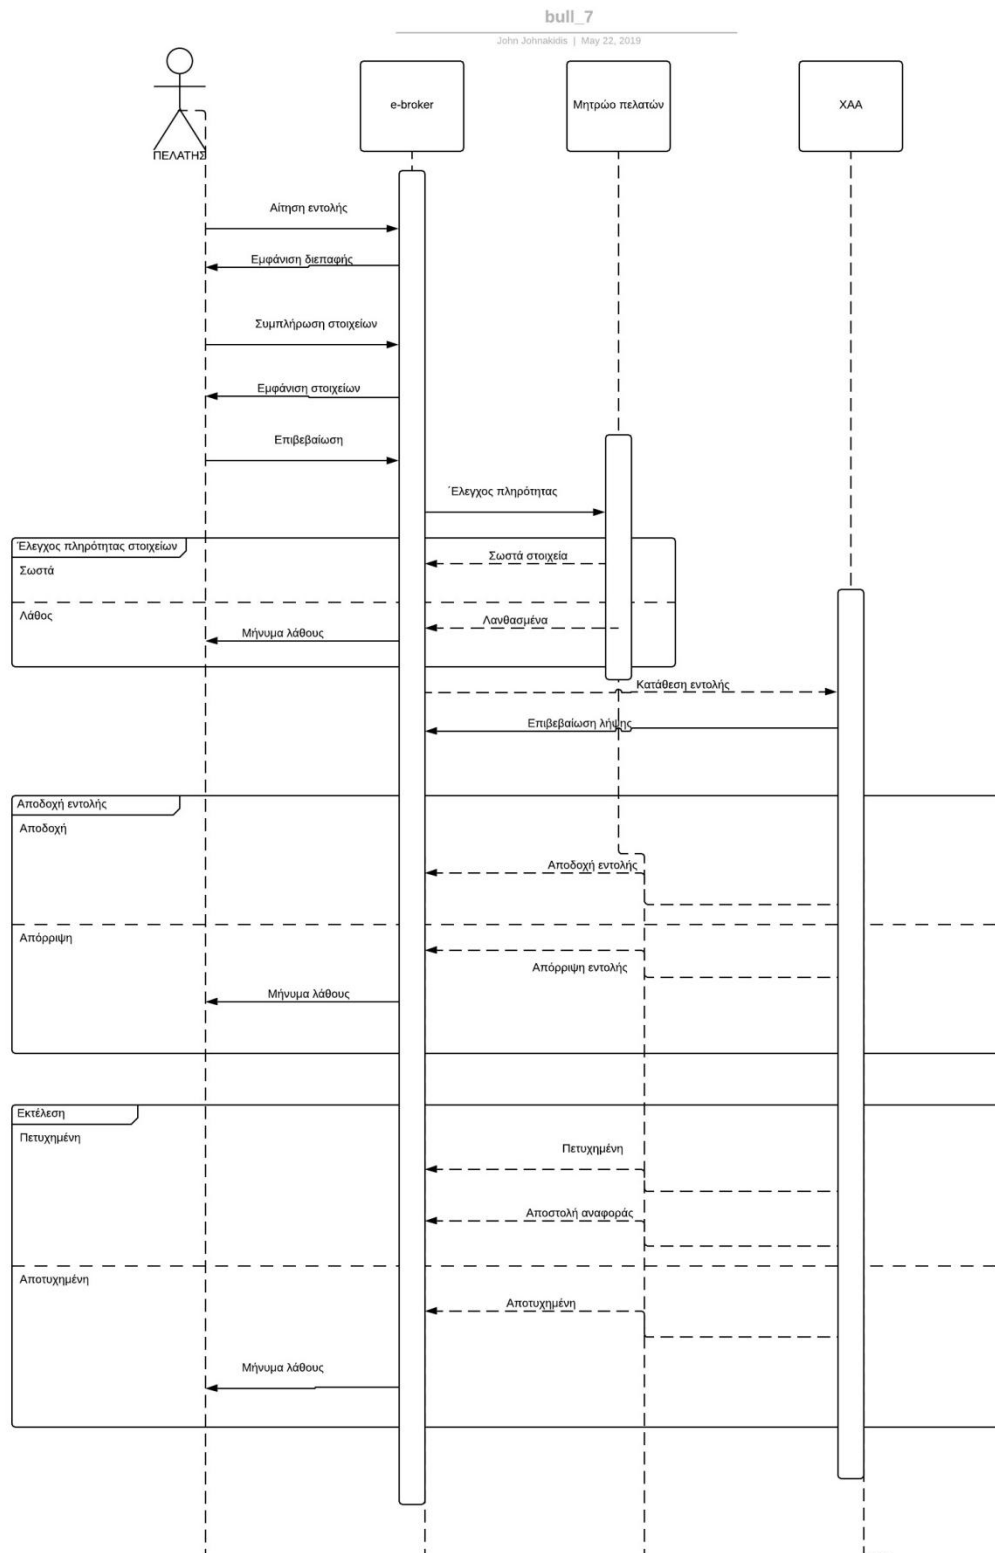 bull_7
John Johnakidis | May 22, 2019
ΠΕΛΑΤΗΣ
e-broker
Μητρώο πελατών
ΧΑΑ
Αίτηση εντολής
Εμφάνιση διεπαφής
Συμπλήρωση στοιχείων
Εμφάνιση στοιχείων
Επιβεβαίωση
Έλεγχος πληρότητας
Έλεγχος πληρότητας στοιχείων
Σωστά στοιχεία
Σωστά
Λάθος
Λανθασμένα
Μήνυμα λάθους
Κατάθεση εντολής
Επιβεβαίωση λήψης
Αποδοχή εντολής
Αποδοχή
Αποδοχή εντολής
Απόρριψη
Απόρριψη εντολής
Μήνυμα λάθους
Εκτέλεση
Πετυχημένη
Πετυχημένη
Αποστολή αναφοράς
Αποτυχημένη
Αποτυχημένη
Μήνυμα λάθους